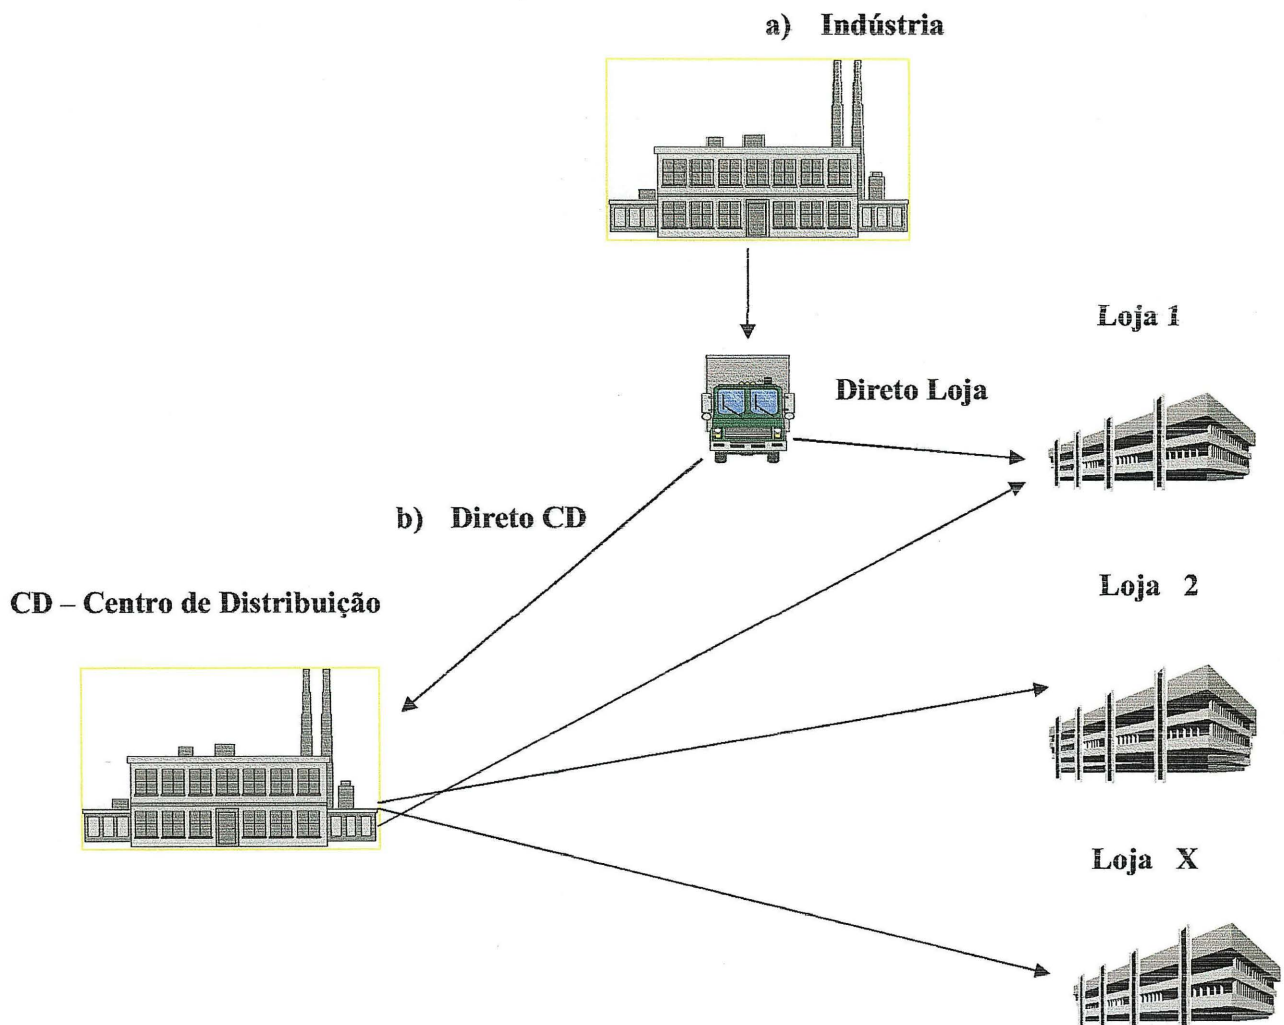 a) Indústria
Loja 1
Direto Loja
b) Direto CD
Loja 2
CD – Centro de Distribuição
Loja X